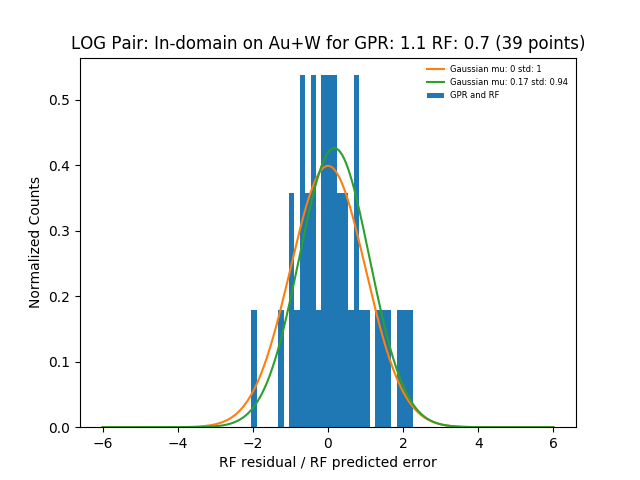 LOG Pair: In-domain on Au+W for GPR: 1.1 RF: 0.7 (39 points)
Gaussian mu: 0 std: 1
Gaussian mu: 0.17 std: 0.94
GPR and RF
Normalized Counts
0.5
0.4
0.3
0.2
0.1
0.0
−6
−4
−2
0
2
4
6
RF residual / RF predicted error